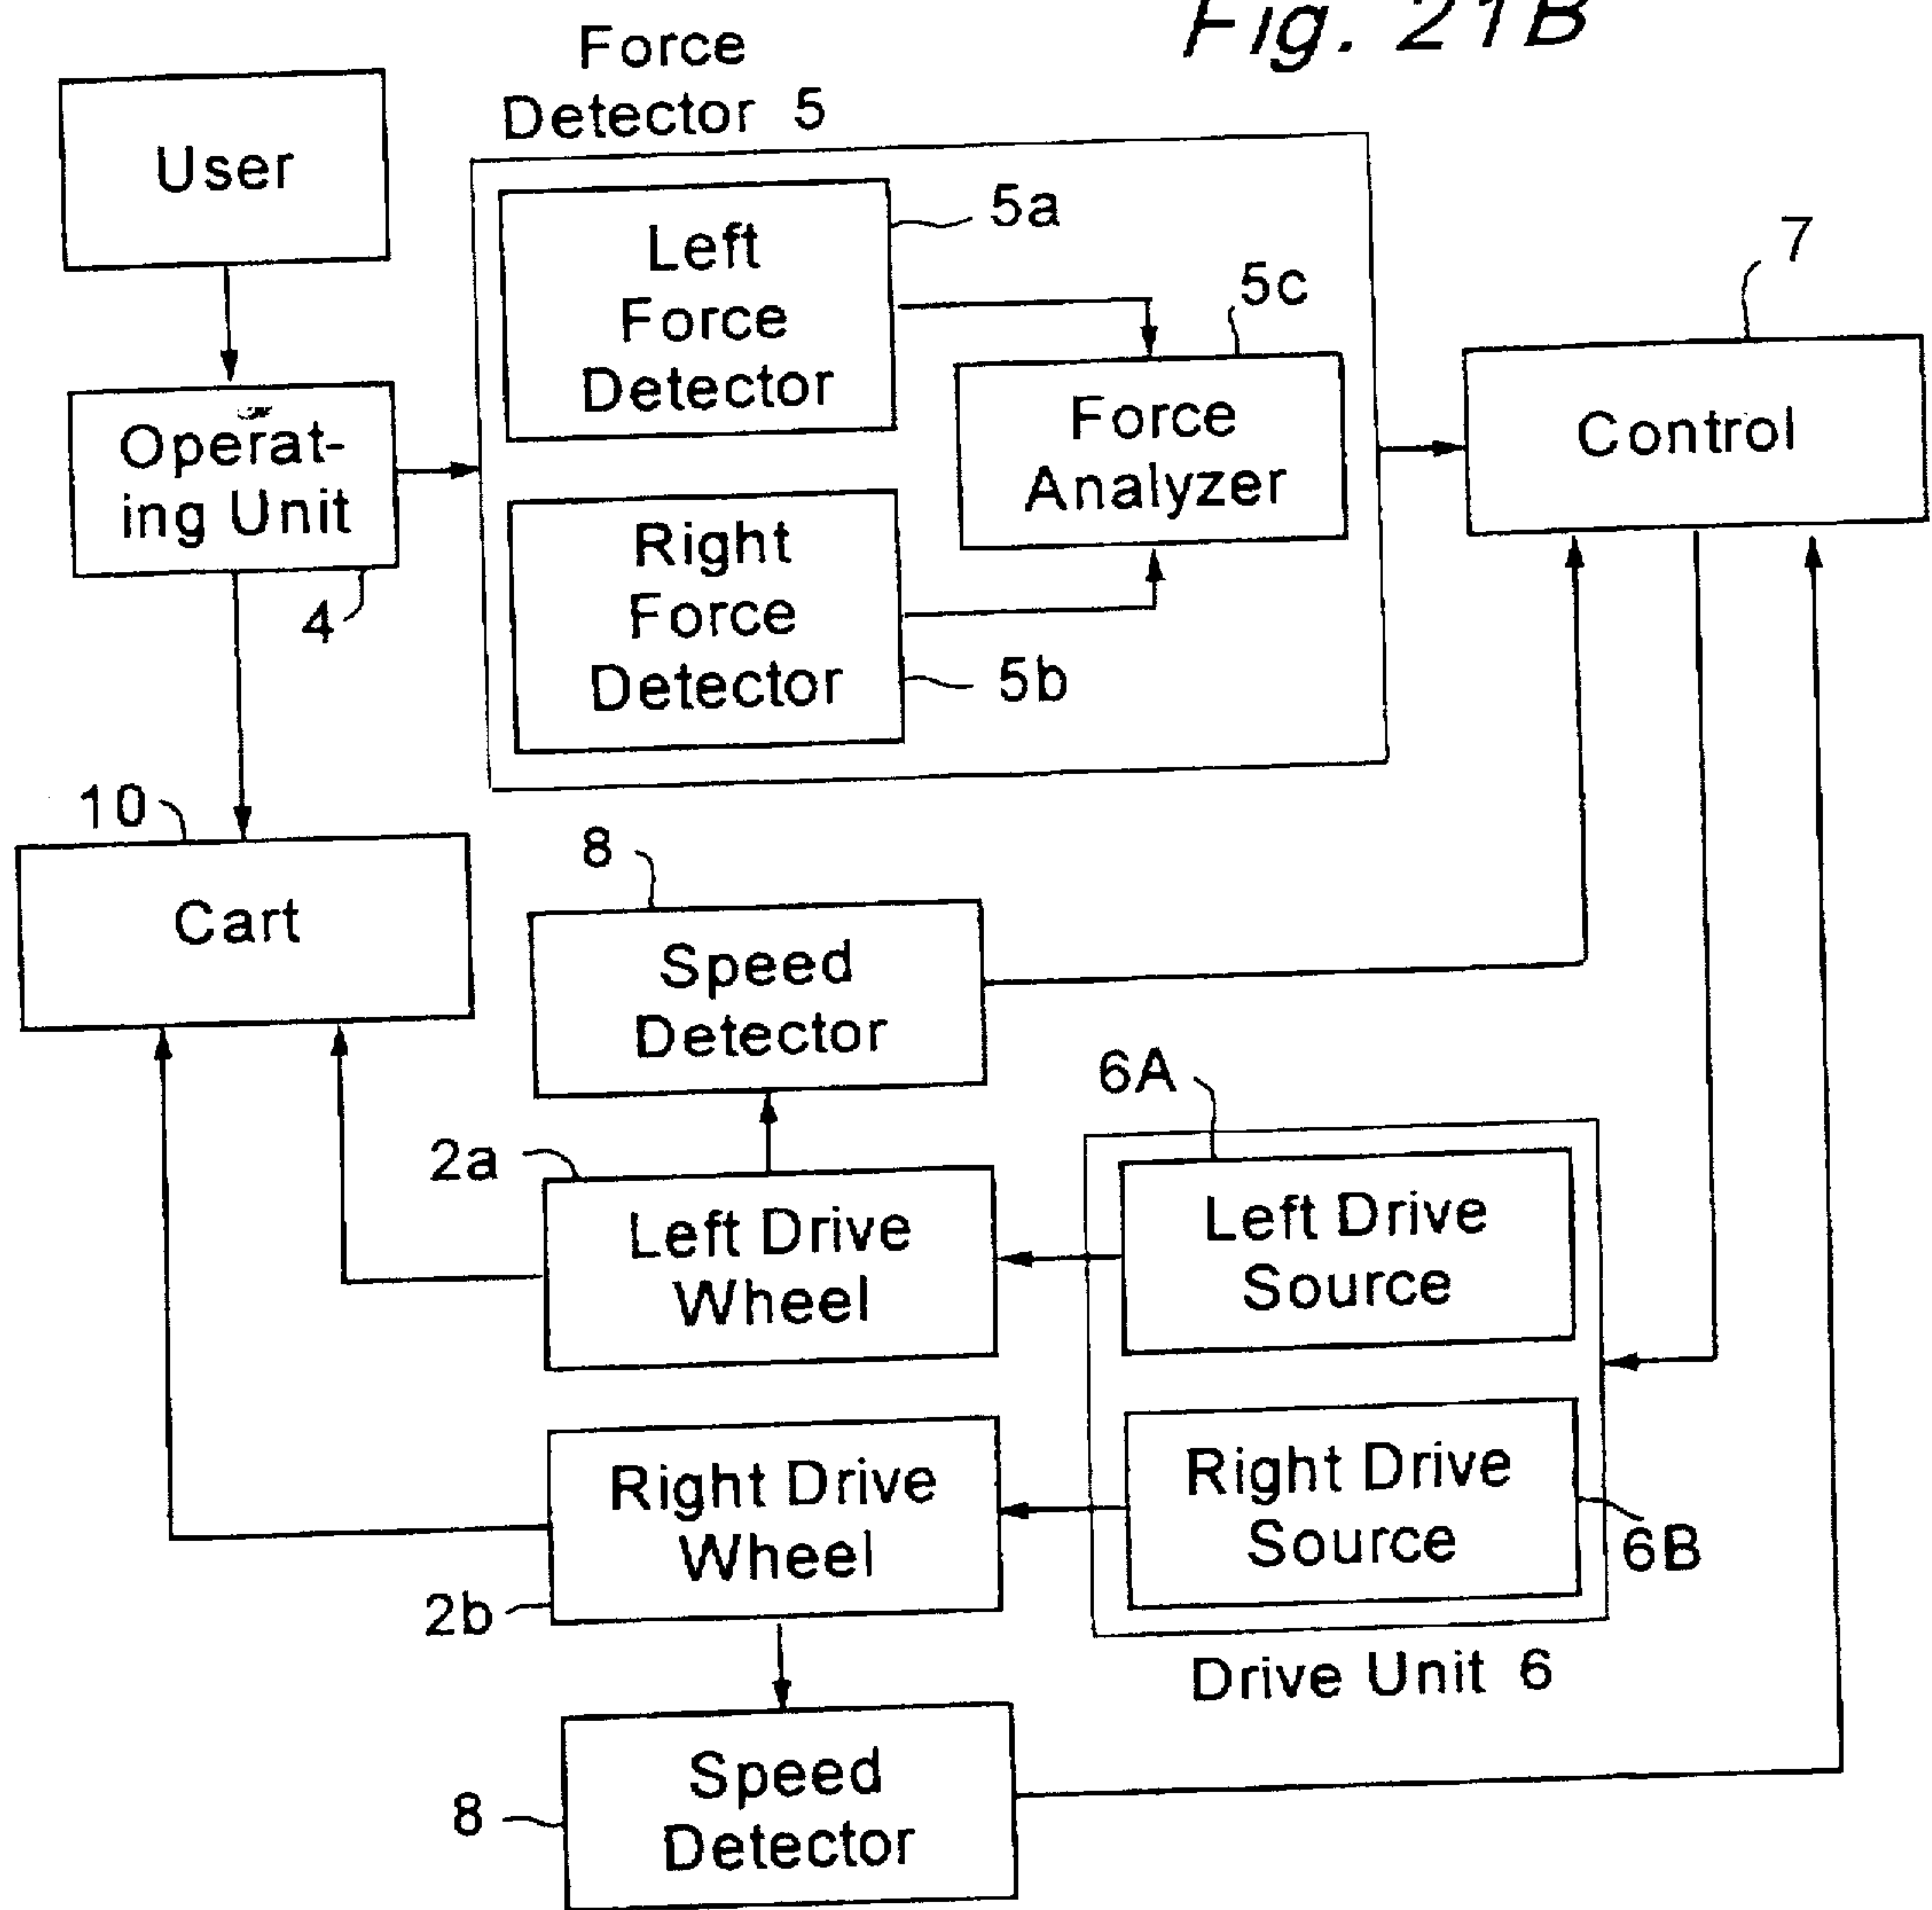 Fig. 21B
Force
Detector 5
User
Left
Force
Detector
5a
5c
7
Operat-
ing Unit
4
Force
Analyzer
Control
Right
Force
Detector
5b
10
Cart
8
Speed
Detector
6A
2a
Left Drive
Wheel
Left Drive
Source
Right Drive
Wheel
2b
Right Drive
Source
6B
Drive Unit 6
Speed
Detector
8